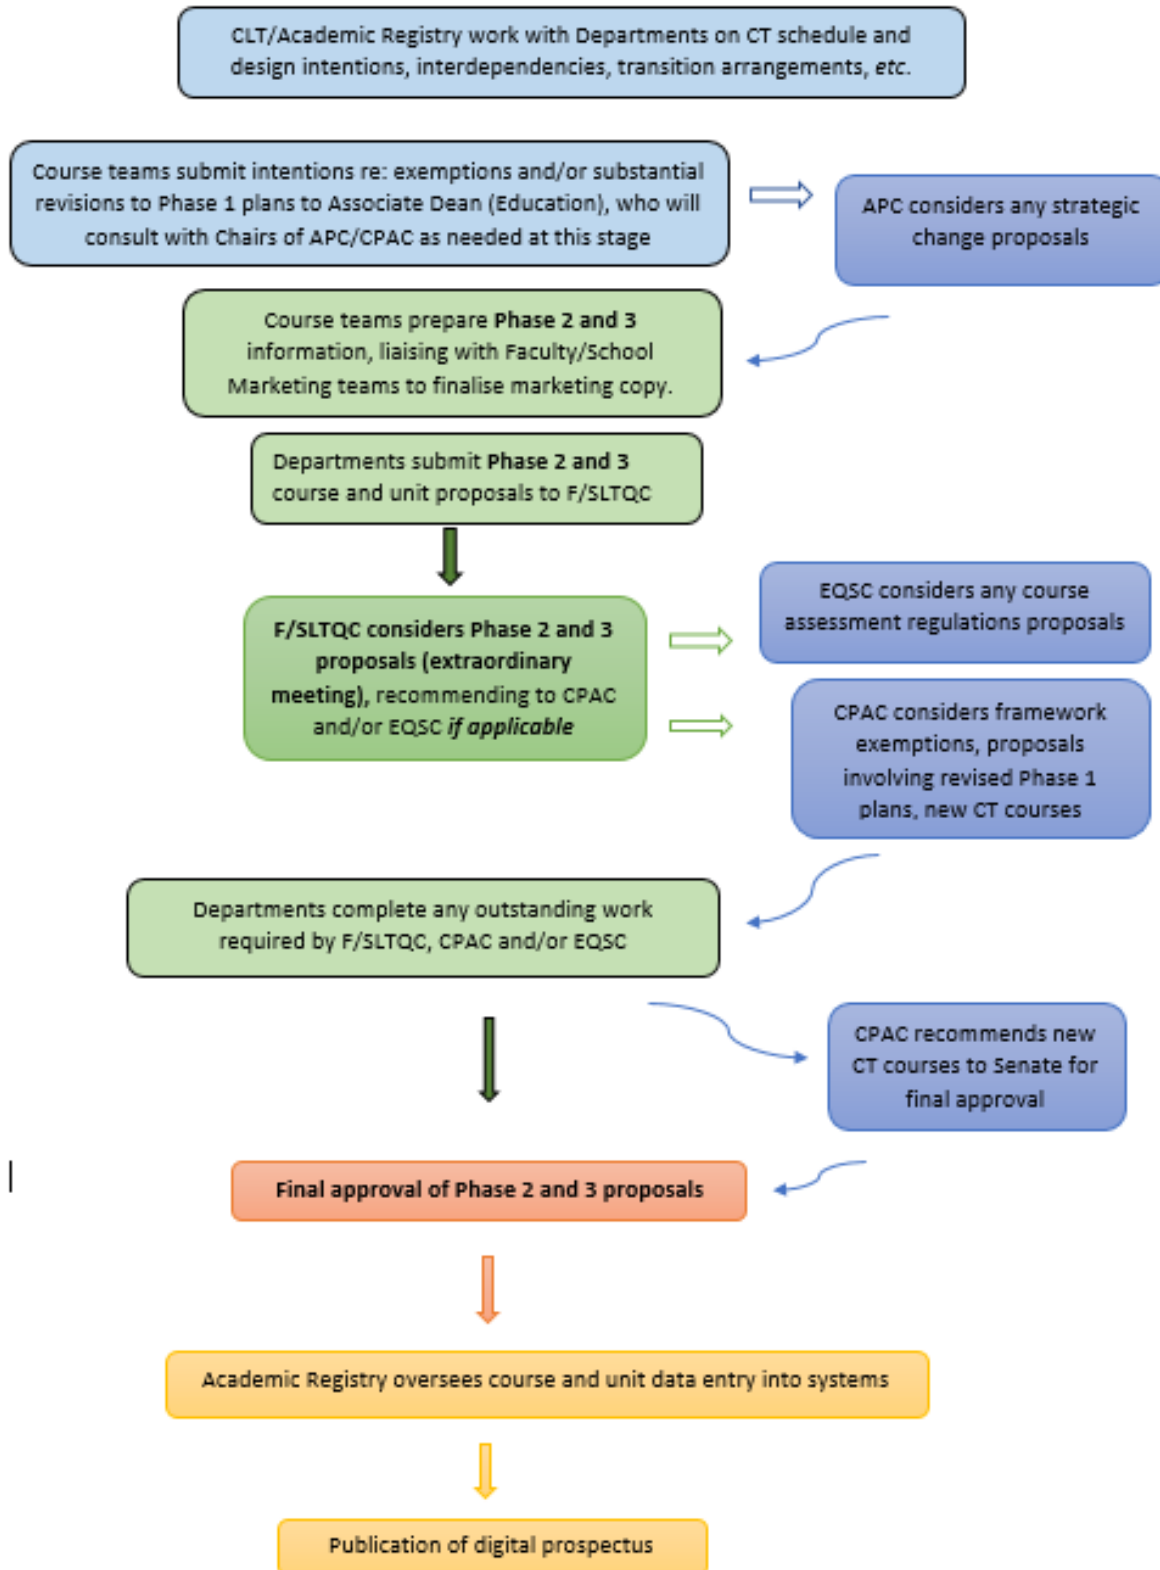 CLT/Academic Registry work with Departments on CT schedule and
design intentions, interdependencies, transition arrangements, etc.
Course teams submit intentions re: exemptions and/or substantial
revisions to Phase 1 plans to Associate Dean (Education), who will
consult with Chairs of APC/CPAC as needed at this stage
APC considers any strategic
change proposals
Course teams prepare Phase 2 and 3
information, liaising with Faculty/School
Marketing teams to finalise marketing copy.
Departments submit Phase 2 and 3
course and unit proposals to F/SLTQC
F/SLTQC considers Phase 2 and 3
proposals (extraordinary
meeting), recommending to CPAC
and/or EQSC if applicable
EQSC considers any course
assessment regulations proposals
CPAC considers framework
exemptions, proposals
involving revised Phase 1
plans, new CT courses
Departments complete any outstanding work
required by F/SLTQC, CPAC and/or EQSC
CPAC recommends new
CT courses to Senate for
final approval
Final approval of Phase 2 and 3 proposals
Academic Registry oversees course and unit data entry into systems
Publication of digital prospectus